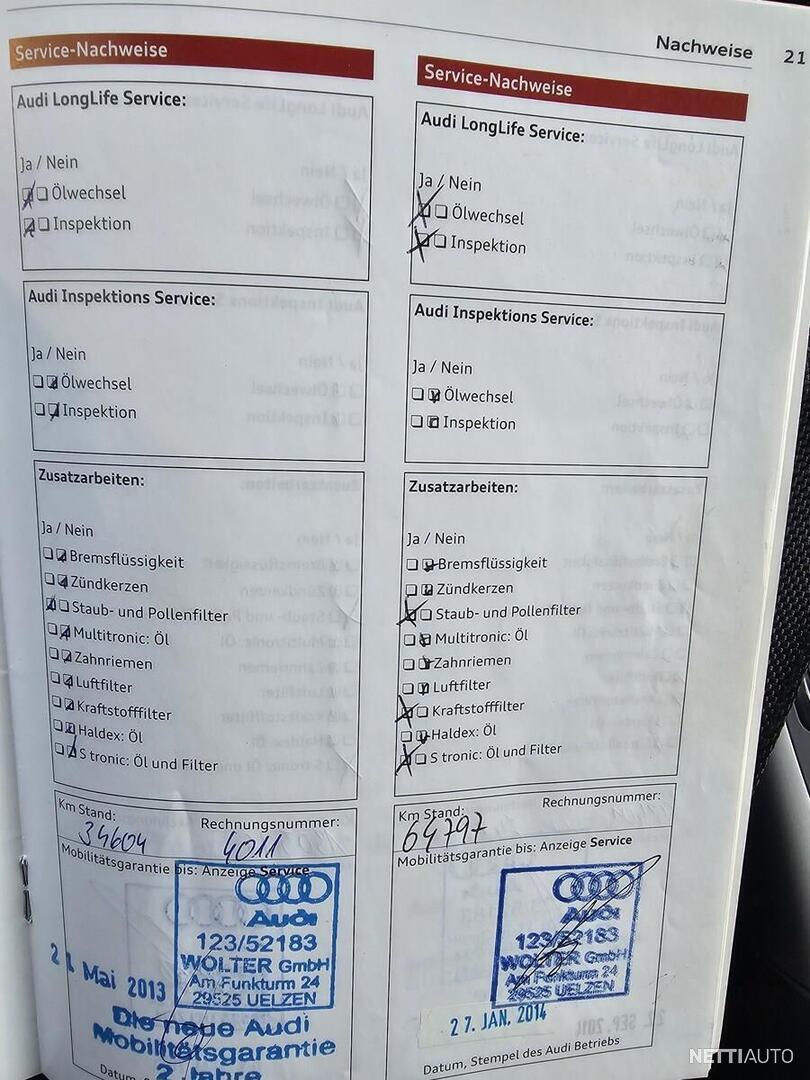 Nachweise 21
Service-Nachweise
Audi LongLife Service:
Ja / Nein
Ölwechsel
Inspektion
Audi Inspektions Service:
Ja / Nein
Ölwechsel
Inspektion
Zusatzarbeiten:
Ja / Nein
Bremsflüssigkeit
Zündkerzen
Staub- und Pollenfilter
Multitronic: Öl
Zahnriemen
Luftfilter
Kraftstofffilter
Haldex: Öl
S tronic: Öl und Filter
Km Stand: Rechnungsnummer:
34604 4011
Mobilitätsgarantie bis: Anzeige Service
Audi
123/52183
WOLTER GmbH
Am Funkturm 24
29525 UELZEN
21 Mai 2013
Die neue Audi
Mobilitätsgarantie
2 Jahre
Service-Nachweise
Audi LongLife Service:
Ja / Nein
Ölwechsel
Inspektion
Audi Inspektions Service:
Ja / Nein
Ölwechsel
Inspektion
Zusatzarbeiten:
Ja / Nein
Bremsflüssigkeit
Zündkerzen
Staub- und Pollenfilter
Multitronic: Öl
Zahnriemen
Luftfilter
Kraftstofffilter
Haldex: Öl
S tronic: Öl und Filter
Km Stand: Rechnungsnummer:
64797
Mobilitätsgarantie bis: Anzeige Service
Audi
123/52183
WOLTER GmbH
Am Funkturm 24
29525 UELZEN
27. JAN. 2014
Datum, Stempel des Audi Betriebs
NETTIAUTO